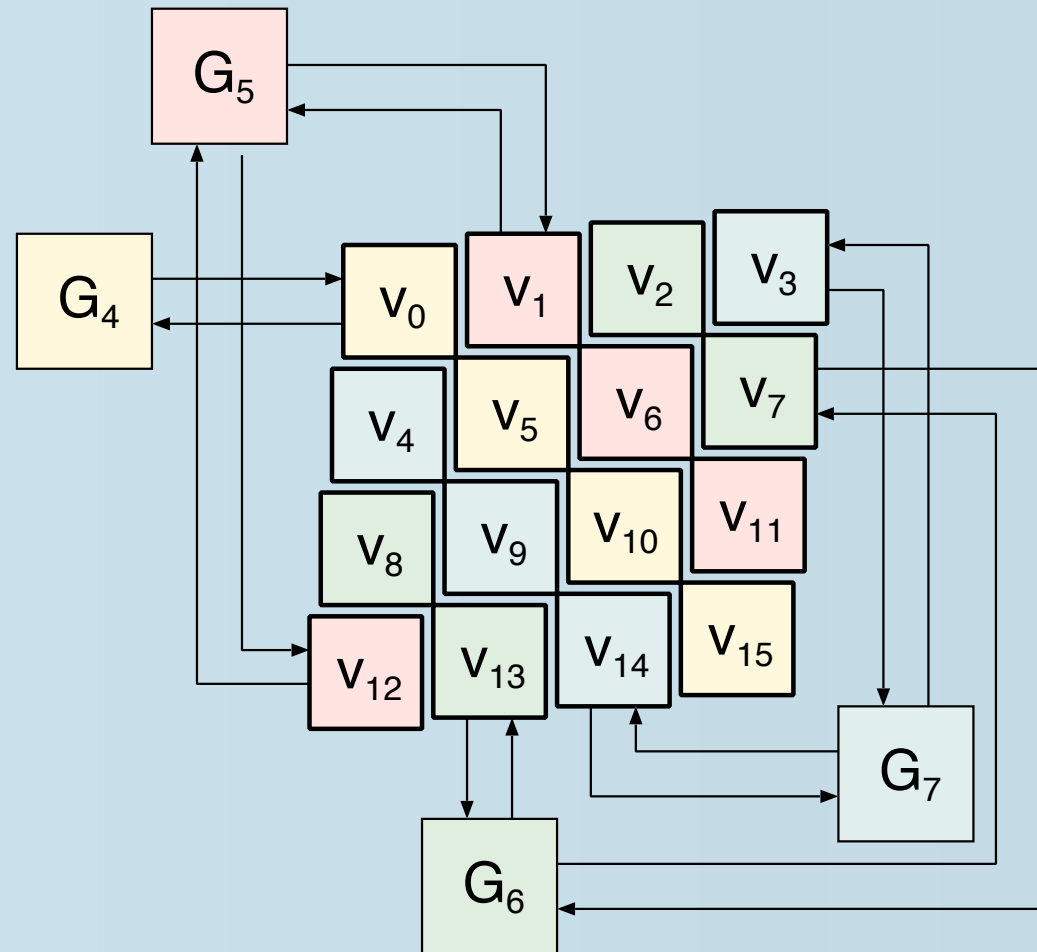 G₅
G₄
v₀ v₁ v₂ v₃
v₄ v₅ v₆ v₇
v₈ v₉ v₁₀ v₁₁
v₁₂ v₁₃ v₁₄ v₁₅
G₇
G₆